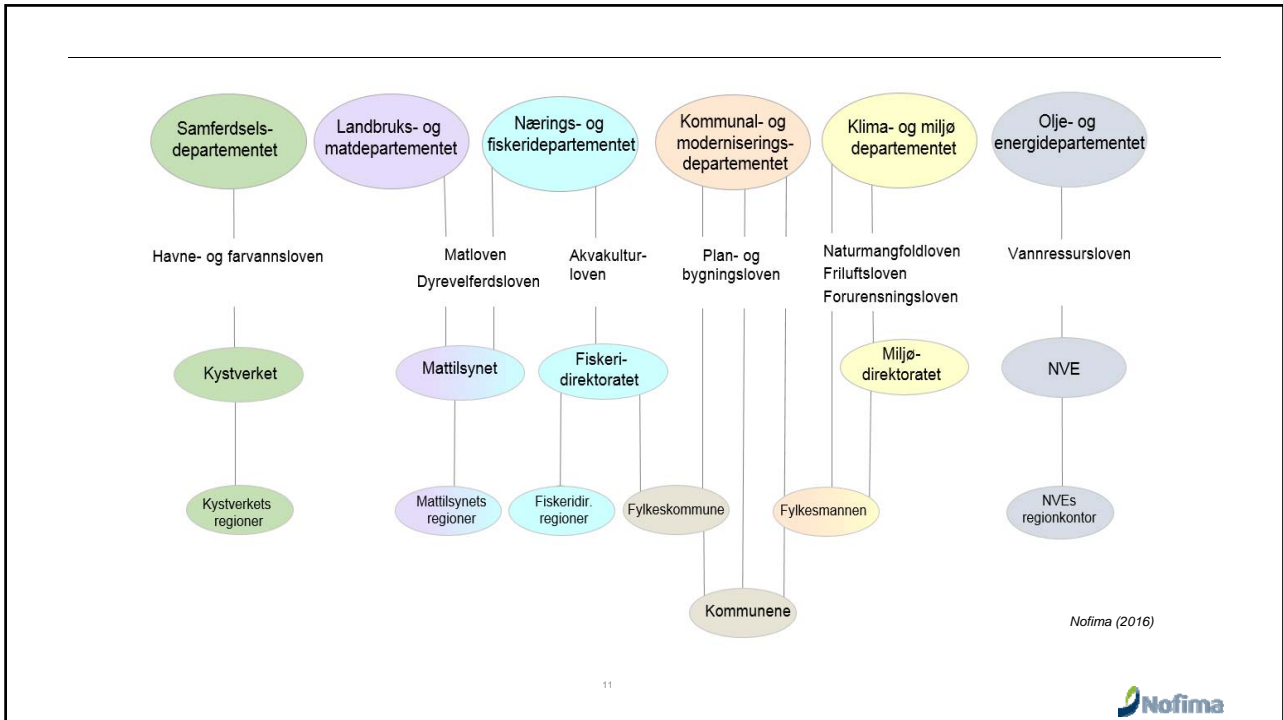 Samferdsels-
departementet
Landbruks- og
matdepartementet
Nærings- og
fiskeridepartementet
Kommunal- og
moderniserings-
departementet
Klima- og miljø
departementet
Olje- og
energidepartementet
Havne- og farvannsloven
Matloven
Dyrevelferdsloven
Akvakultur-
loven
Plan- og
bygningsloven
Naturmangfoldloven
Friluftsloven
Forurensningsloven
Vannressursloven
Kystverket
Mattilsynet
Fiskeri-
direktoratet
Miljø-
direktoratet
NVE
Kystverkets
regioner
Mattilsynets
regioner
Fiskeridir.
regioner
Fylkeskommune
Fylkesmannen
NVEs
regionkontor
Kommunene
Nofima (2016)
11
Nofima